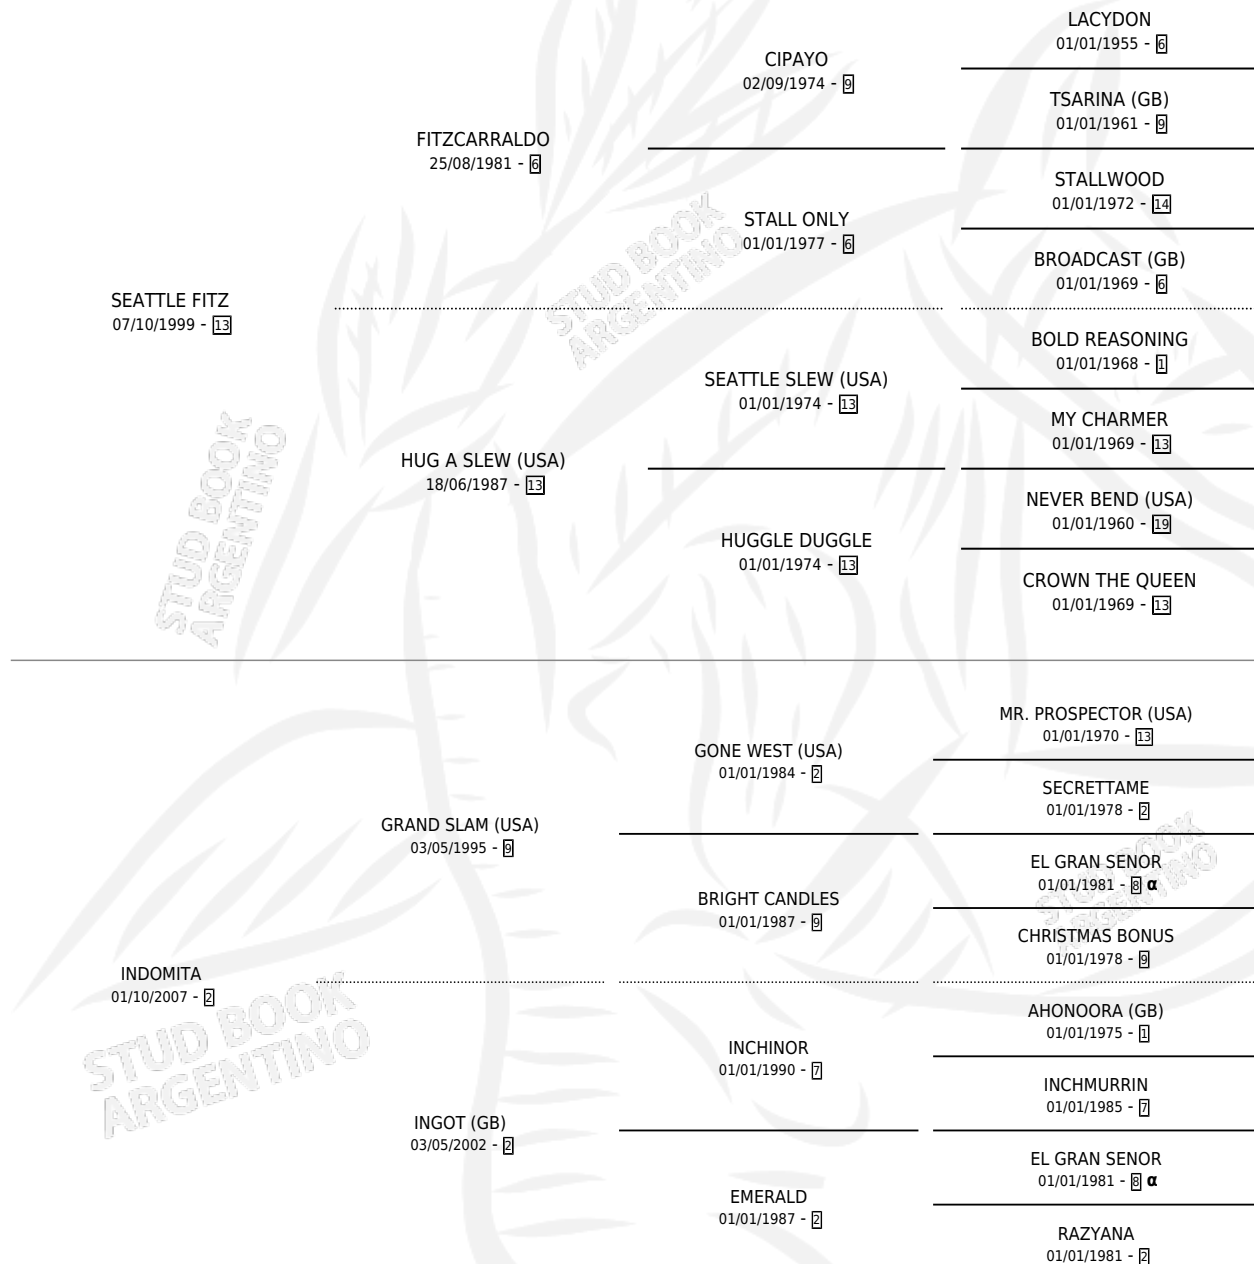 LACYDON
01/01/1955 - 6
CIPAYO
02/09/1974 - 9
TSARINA (GB)
01/01/1961 - 9
FITZCARRALDO
25/08/1981 - 6
STALLWOOD
01/01/1972 - 14
STALL ONLY
01/01/1977 - 6
BROADCAST (GB)
01/01/1969 - 6
SEATTLE FITZ
07/10/1999 - 13
BOLD REASONING
01/01/1968 - 1
SEATTLE SLEW (USA)
01/01/1974 - 13
MY CHARMER
01/01/1969 - 13
HUG A SLEW (USA)
18/06/1987 - 13
NEVER BEND (USA)
01/01/1960 - 19
HUGGLE DUGGLE
01/01/1974 - 13
CROWN THE QUEEN
01/01/1969 - 13
MR. PROSPECTOR (USA)
01/01/1970 - 13
GONE WEST (USA)
01/01/1984 - 2
SECRETTAME
01/01/1978 - 2
GRAND SLAM (USA)
03/05/1995 - 9
EL GRAN SENOR
01/01/1981 - 8 α
BRIGHT CANDLES
01/01/1987 - 9
CHRISTMAS BONUS
01/01/1978 - 9
INDOMITA
01/10/2007 - 2
AHONOORA (GB)
01/01/1975 - 1
INCHINOR
01/01/1990 - 7
INCHMURRIN
01/01/1985 - 7
INGOT (GB)
03/05/2002 - 2
EL GRAN SENOR
01/01/1981 - 8 α
EMERALD
01/01/1987 - 2
RAZYANA
01/01/1981 - 2
STUD BOOK
ARGENTINO
STUD BOOK
ARGENTINO
STUD BOOK
ARGENTINO
STUD BOOK
ARGENTINO